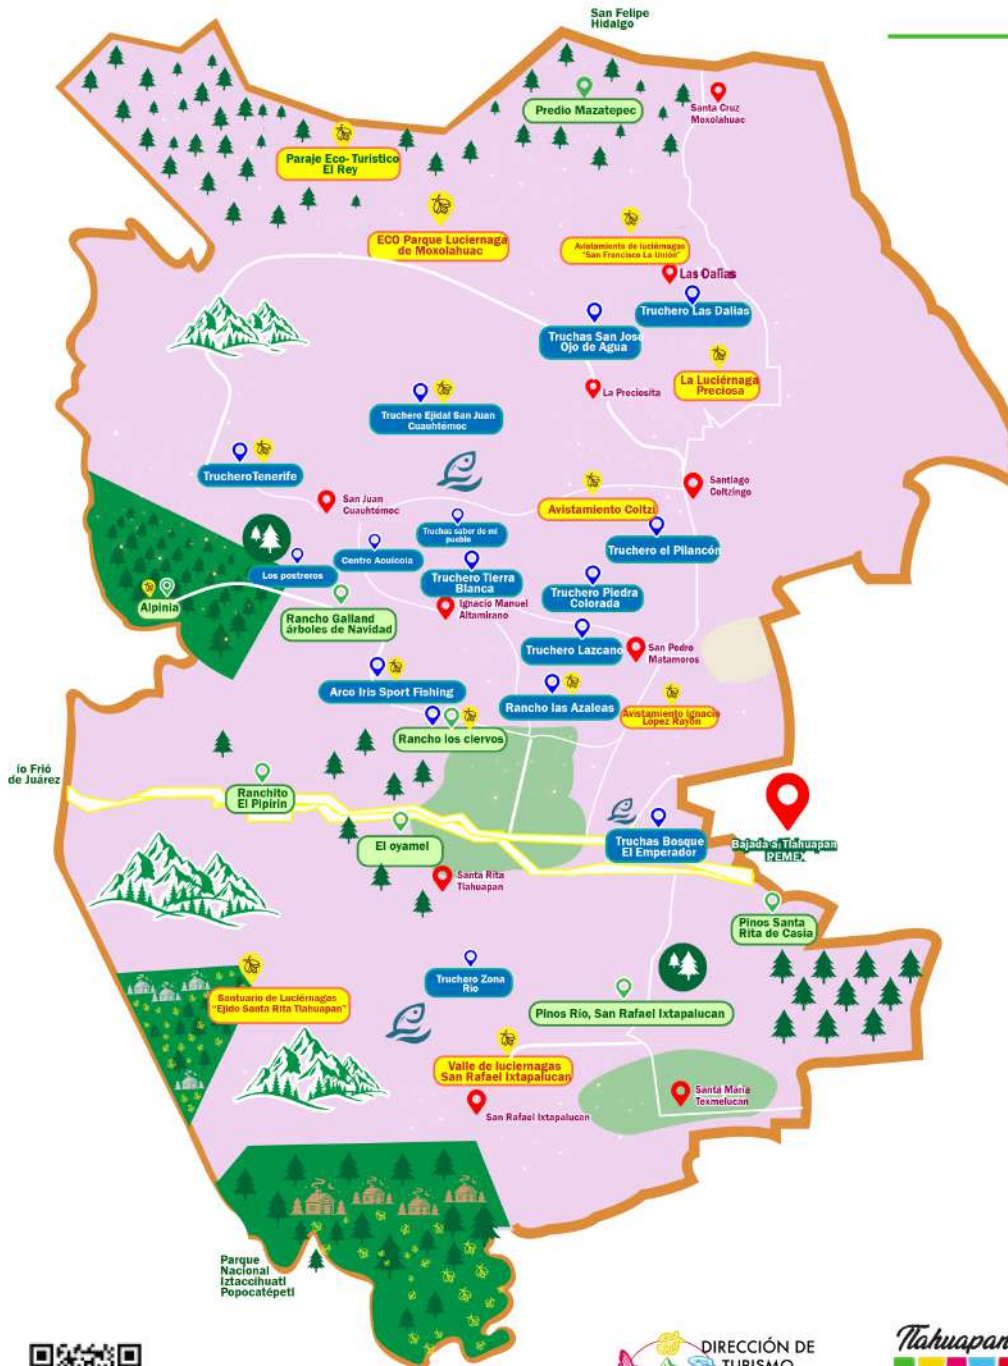 San Felipe
Hidalgo
Predio Mazatepec
Santa Cruz
Moxolahuac
Paraje Eco-Turistico
El Rey
ECO Parque Luciernaga
de Moxolahuac
Avistamiento de luciérnagas
"San Francisco La Unión"
Las Dalias
Truchero Las Dalias
Truchas San Jose
Ojo de Agua
La Luciérnaga
Preciosa
La Preciosita
Truchero Ejidal San Juan
Cuauhtémoc
Truchero Tenerife
San Juan
Cuauhtémoc
Santiago
Coltzingo
Avistamiento Coltzi
Truchas sabor de mi
pueblo
Truchero el Pilancón
Centro Acuícola
Los postreros
Truchero Tierra
Blanca
Truchero Piedra
Colorada
Alpinia
Rancho Galland
árboles de Navidad
Ignacio Manuel
Altamirano
Truchero Lazcano
San Pedro
Matamoros
Arco Iris Sport Fishing
Rancho las Azaleas
Avistamiento Ignacio
López Rayón
Rancho los ciervos
ío Frió
de Juárez
Ranchito
El Pipirin
El oyamel
Truchas Bosque
El Emperador
Bajada a Tlahuapan
PEMEX
Santa Rita
Tlahuapan
Pinos Santa
Rita de Casia
Truchero Zona
Rio
Santuario de Luciérnagas
"Ejido Santa Rita Tlahuapan"
Pinos Río, San Rafael Ixtapalucan
Valle de luciernagas
San Rafael Ixtapalucan
Santa María
Texmelucan
San Rafael Ixtapalucan
Parque
Nacional
Iztaccihuatl
Popocatépetl
DIRECCIÓN DE
TURISMO
Tlahuapan